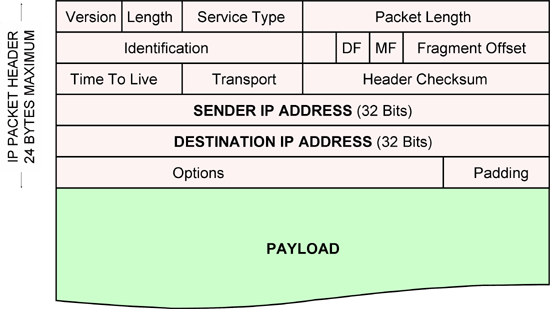 IP PACKET HEADER
24 BYTES MAXIMUM
Version Length Service Type Packet Length
Identification DF MF Fragment Offset
Time To Live Transport Header Checksum
SENDER IP ADDRESS (32 Bits)
DESTINATION IP ADDRESS (32 Bits)
Options Padding
PAYLOAD